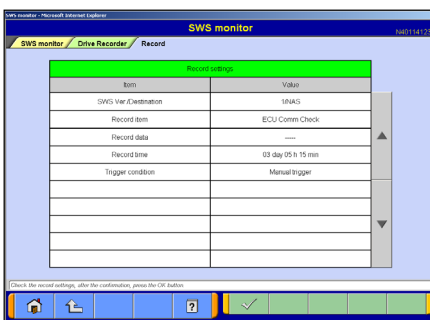 SWS monitor - Microsoft Internet Explorer
SWS monitor
N40114123
SWS monitor Drive Recorder Record
Record settings
Item Value
SWS Ver./Destination 1/NAS
Record item ECU Comm Check
Record data -----
Record time 03 day 05 h 15 min
Trigger condition Manual trigger
Check the record settings, after the confirmation, press the OK button.
?